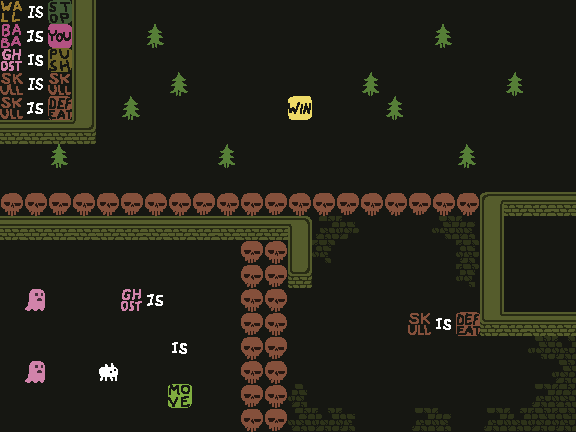 WALL IS STOP
BABA IS YOU
GHOST IS PUSH
SKULL IS SKULL
SKULL IS DEFEAT
WIN
GHOST IS
SKULL IS DEFEAT
IS
MOVE